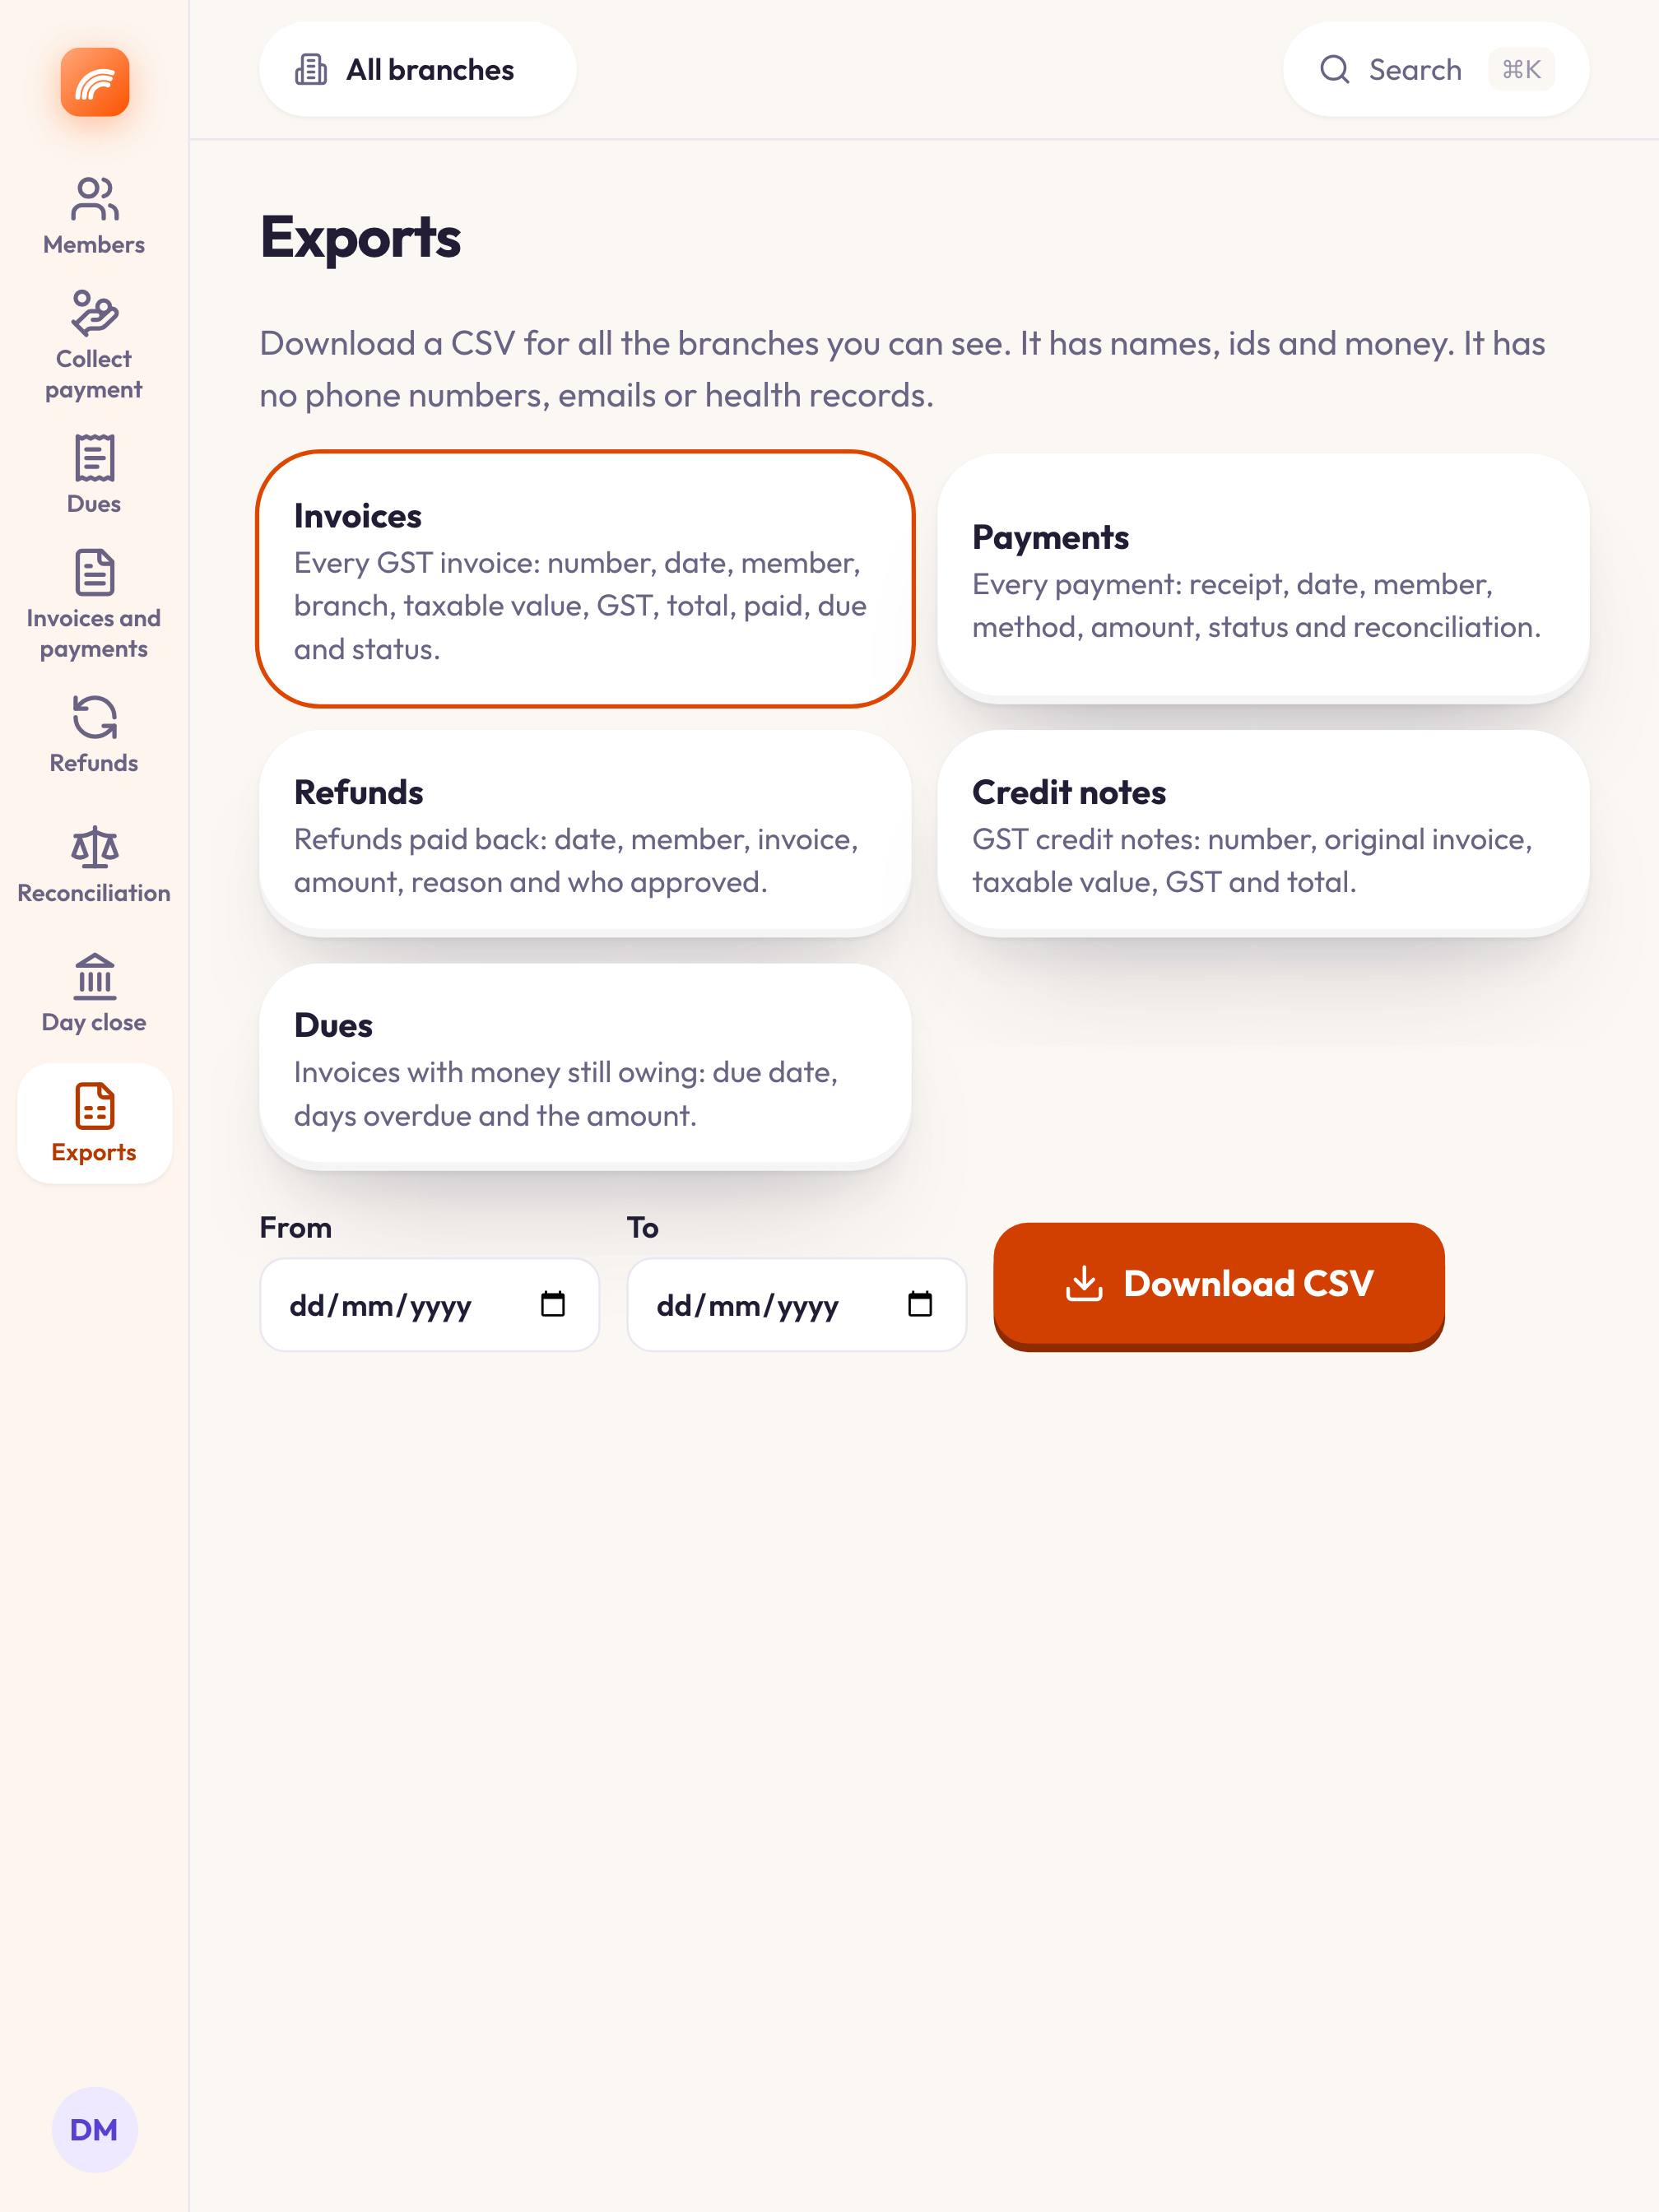 All branches
Search ⌘K
Members
Collect
payment
Dues
Invoices and
payments
Refunds
Reconciliation
Day close
Exports
DM
Exports
Download a CSV for all the branches you can see. It has names, ids and money. It has
no phone numbers, emails or health records.
Invoices
Every GST invoice: number, date, member,
branch, taxable value, GST, total, paid, due
and status.
Payments
Every payment: receipt, date, member,
method, amount, status and reconciliation.
Refunds
Refunds paid back: date, member, invoice,
amount, reason and who approved.
Credit notes
GST credit notes: number, original invoice,
taxable value, GST and total.
Dues
Invoices with money still owing: due date,
days overdue and the amount.
From
dd/mm/yyyy
To
dd/mm/yyyy
Download CSV